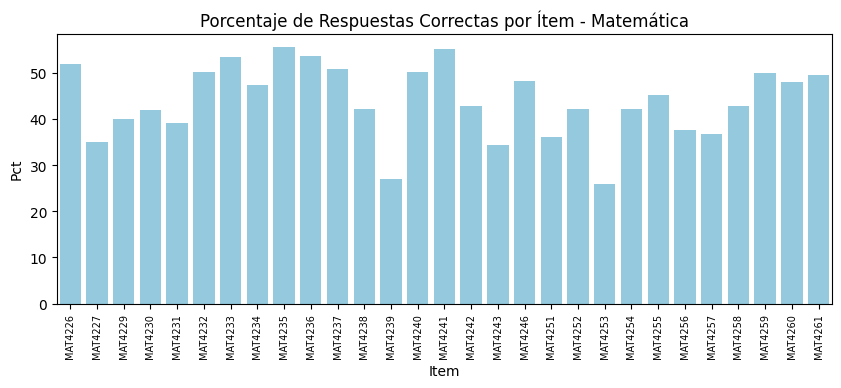 Porcentaje de Respuestas Correctas por Ítem - Matemática
Pct
50
40
30
20
10
0
MAT4226
MAT4227
MAT4229
MAT4230
MAT4231
MAT4232
MAT4233
MAT4234
MAT4235
MAT4236
MAT4237
MAT4238
MAT4239
MAT4240
MAT4241
MAT4242
MAT4243
MAT4246
MAT4251
MAT4252
MAT4253
MAT4254
MAT4255
MAT4256
MAT4257
MAT4258
MAT4259
MAT4260
MAT4261
Item